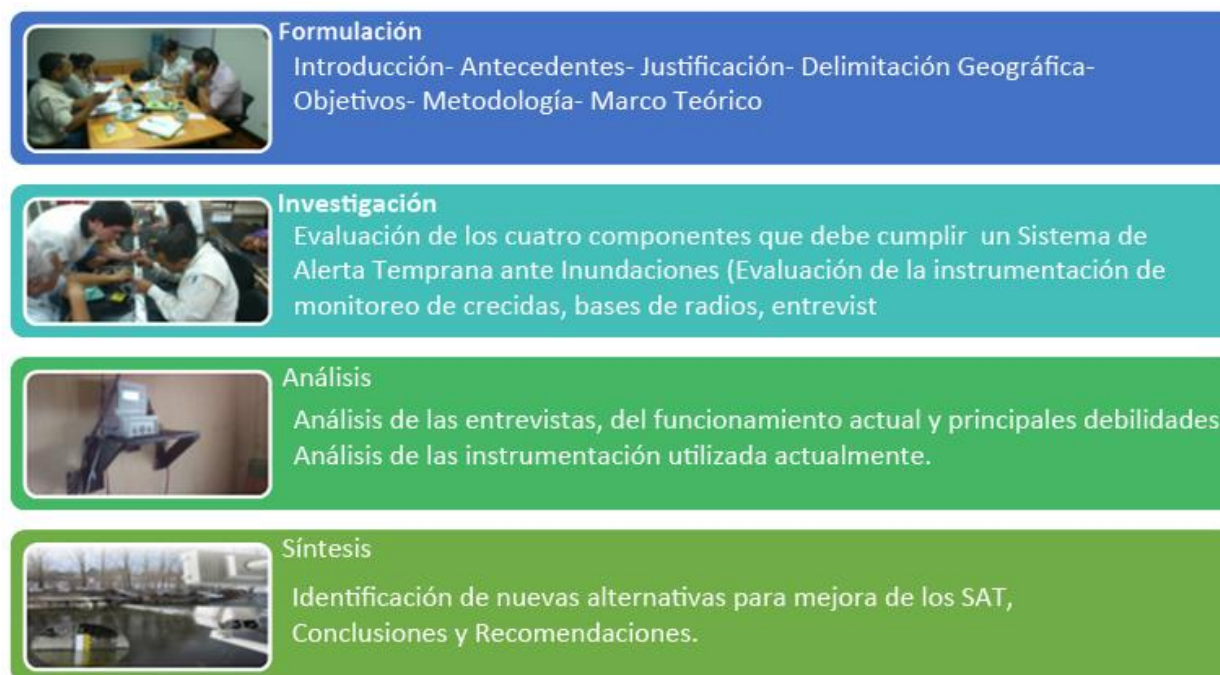 Formulación
Introducción- Antecedentes- Justificación- Delimitación Geográfica-
Objetivos- Metodología- Marco Teórico
Investigación
Evaluación de los cuatro componentes que debe cumplir un Sistema de
Alerta Temprana ante Inundaciones (Evaluación de la instrumentación de
monitoreo de crecidas, bases de radios, entrevist
Análisis
Análisis de las entrevistas, del funcionamiento actual y principales debilidades
Análisis de las instrumentación utilizada actualmente.
Síntesis
Identificación de nuevas alternativas para mejora de los SAT,
Conclusiones y Recomendaciones.